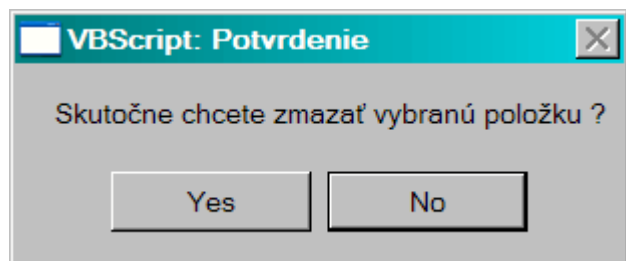 VBScript: Potvrdenie
Skutočne chcete zmazať vybranú položku ?
Yes No